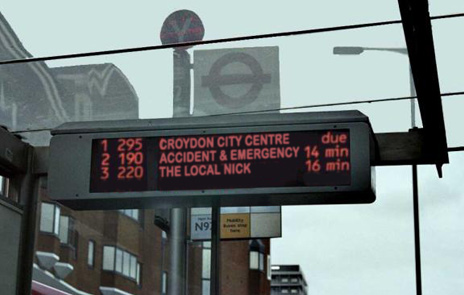 1 295 CROYDON CITY CENTRE due
2 190 ACCIDENT & EMERGENCY 14 min
3 220 THE LOCAL NICK 16 min
N97